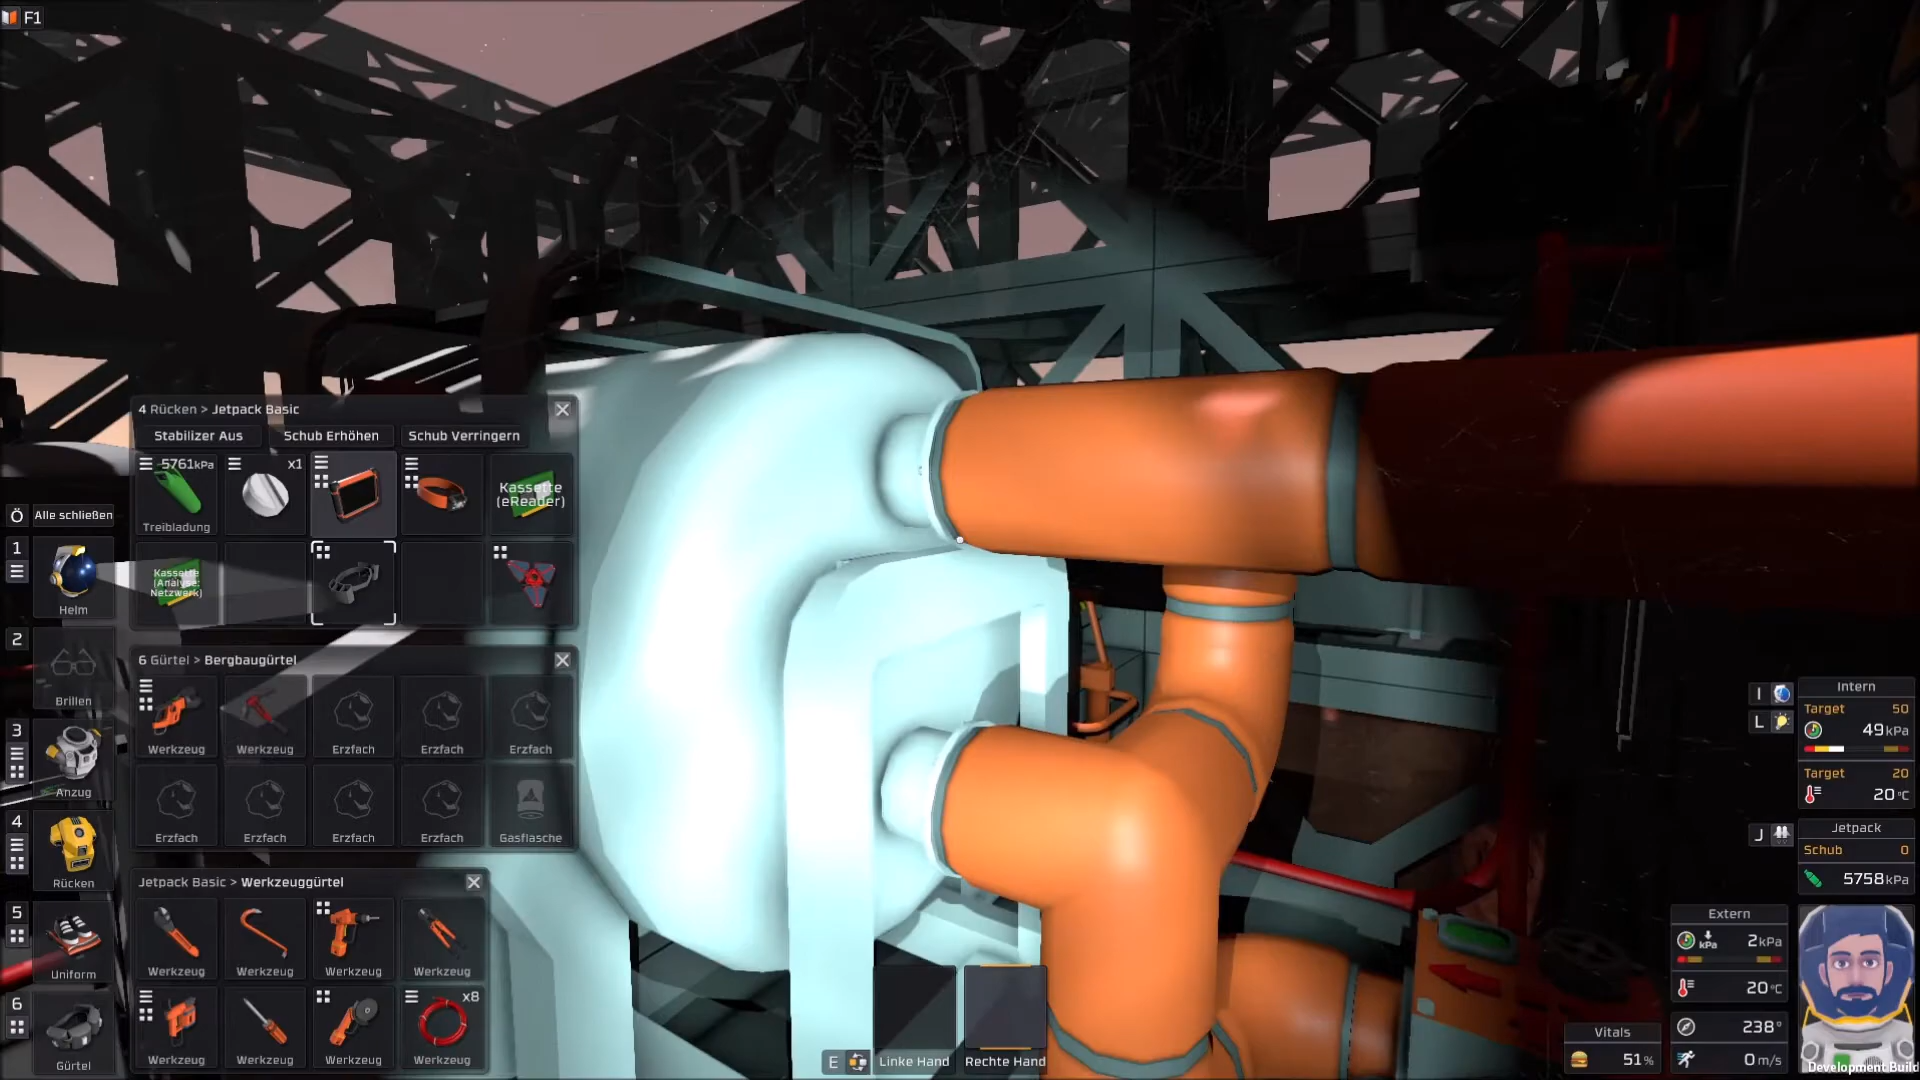 F1
4 Rücken > Jetpack Basic
Stabilizer Aus
Schub Erhöhen
Schub Verringern
5761kPa
x1
Treibladung
Kassette
(eReader)
Kassette
(Analyse:
Netzwerk)
Ö
Alle schließen
1
Helm
2
Brillen
3
Anzug
4
Rücken
5
Uniform
6
Gürtel
6 Gürtel > Bergbaugürtel
Werkzeug
Werkzeug
Erzfach
Erzfach
Erzfach
Erzfach
Erzfach
Erzfach
Erzfach
Gasflasche
Jetpack Basic > Werkzeuggürtel
Werkzeug
Werkzeug
Werkzeug
Werkzeug
x8
Werkzeug
Werkzeug
Werkzeug
Werkzeug
E
Linke Hand
Rechte Hand
I
L
Intern
Target 50
49kPa
Target 20
20°C
J
Jetpack
Schub 0
5758kPa
Extern
kPa
2kPa
20°C
238°
0m/s
Vitals
51%
Development Build